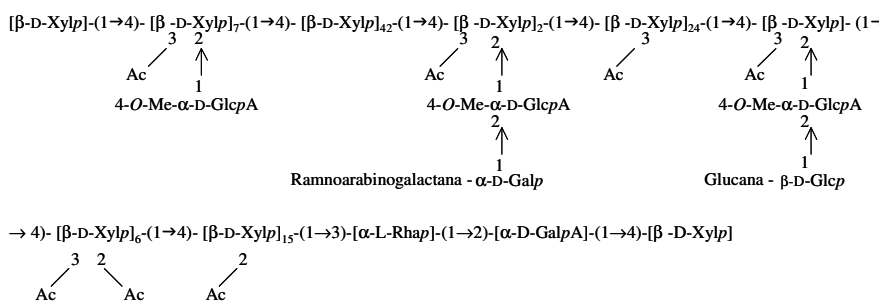 [β-D-Xylp]-(1→4)- [β -D-Xylp]7-(1→4)- [β-D-Xylp]42-(1→4)- [β -D-Xylp]2-(1→4)- [β -D-Xylp]24-(1→4)- [β -D-Xylp]- (1−
3 2 3 2 3 3 2
Ac Ac Ac Ac
1 1 1
4-O-Me-α-D-GlcpA 4-O-Me-α-D-GlcpA 4-O-Me-α-D-GlcpA
2 2
1 1
Ramnoarabinogalactana - α-D-Galp Glucana - β-D-Glcp
→ 4)- [β-D-Xylp]6-(1→4)- [β-D-Xylp]15-(1→3)-[α-L-Rhap]-(1→2)-[α-D-GalpA]-(1→4)-[β -D-Xylp]
3 2 2
Ac Ac Ac